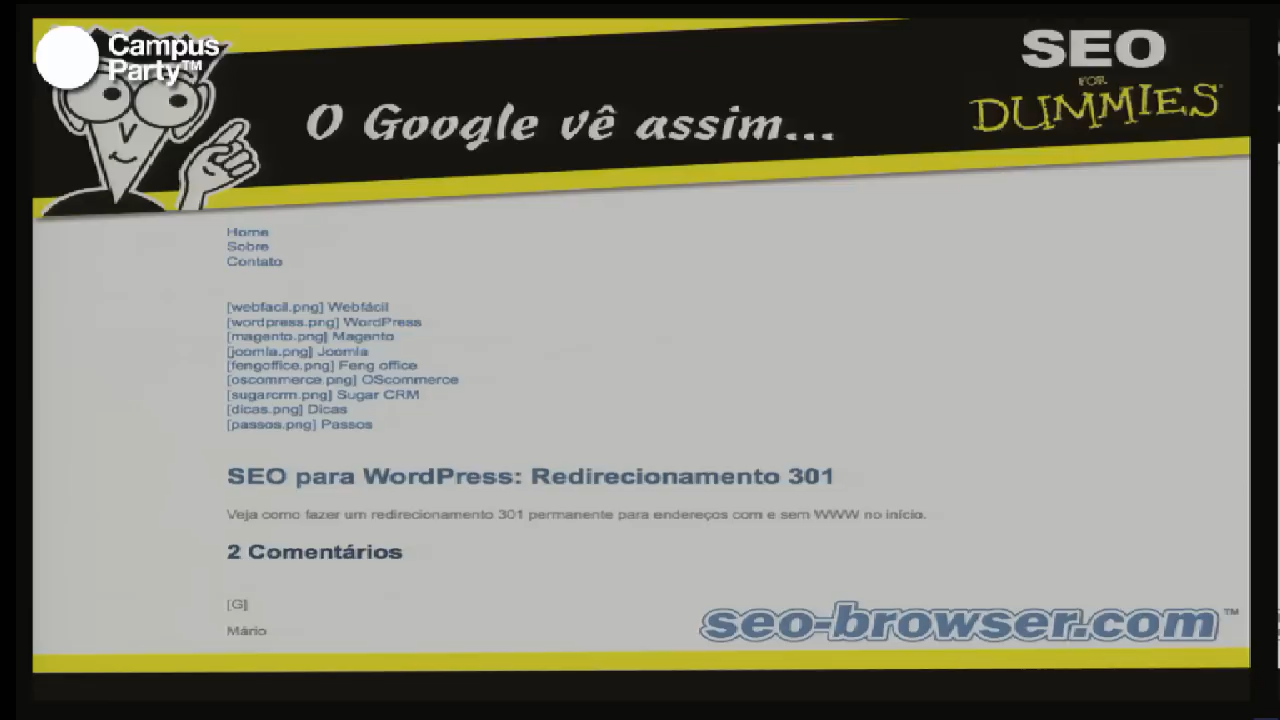 Campus
Party™
SEO
FOR
DUMMIES
O Google vê assim...
Home
Sobre
Contato
[webfacil.png] Webfácil
[wordpress.png] WordPress
[magento.png] Magento
[joomla.png] Joomla
[fengoffice.png] Feng office
[oscommerce.png] OScommerce
[sugarcrm.png] Sugar CRM
[dicas.png] Dicas
[passos.png] Passos
SEO para WordPress: Redirecionamento 301
Veja como fazer um redirecionamento 301 permanente para endereços com e sem WWW no início.
2 Comentários
[G]
Mário
seo-browser.com™